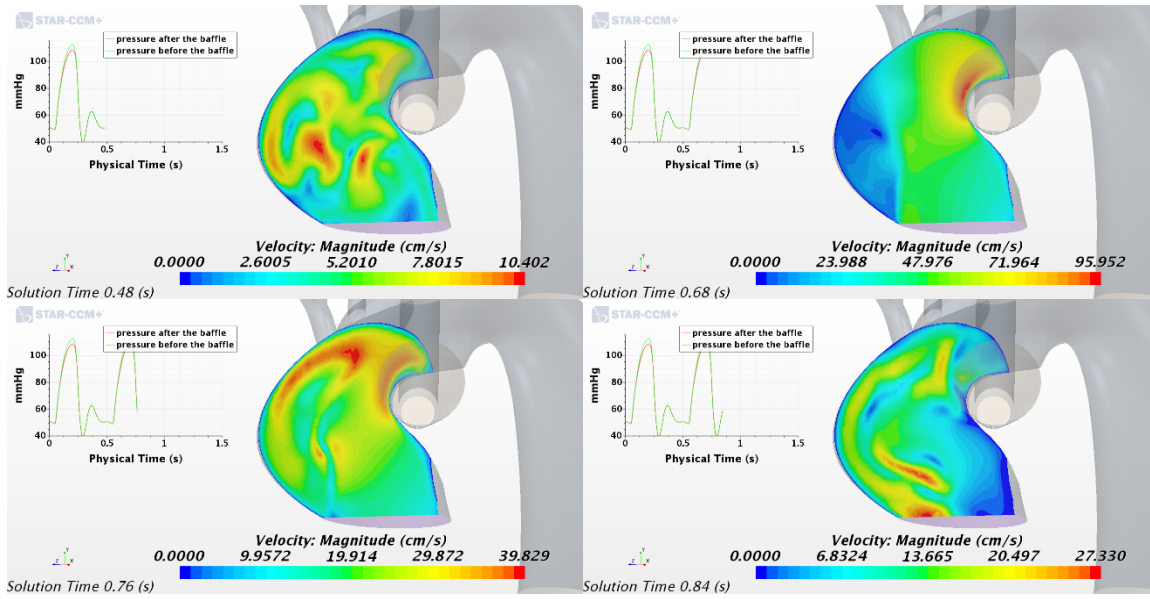 STAR-CCM+
pressure after the baffle
pressure before the baffle
100
80
60
40
mmHg
0
0.5
1
1.5
Physical Time (s)
Velocity: Magnitude (cm/s)
0.0000 2.6005 5.2010 7.8015 10.402
Y
Z X
Solution Time 0.48 (s)
STAR-CCM+
pressure after the baffle
pressure before the baffle
100
80
60
40
mmHg
0
0.5
1
1.5
Physical Time (s)
Velocity: Magnitude (cm/s)
0.0000 23.988 47.976 71.964 95.952
Y
Z X
Solution Time 0.68 (s)
STAR-CCM+
pressure after the baffle
pressure before the baffle
100
80
60
40
mmHg
0
0.5
1
1.5
Physical Time (s)
Velocity: Magnitude (cm/s)
0.0000 9.9572 19.914 29.872 39.829
Y
Z X
Solution Time 0.76 (s)
STAR-CCM+
pressure after the baffle
pressure before the baffle
100
80
60
40
mmHg
0
0.5
1
1.5
Physical Time (s)
Velocity: Magnitude (cm/s)
0.0000 6.8324 13.665 20.497 27.330
Y
Z X
Solution Time 0.84 (s)